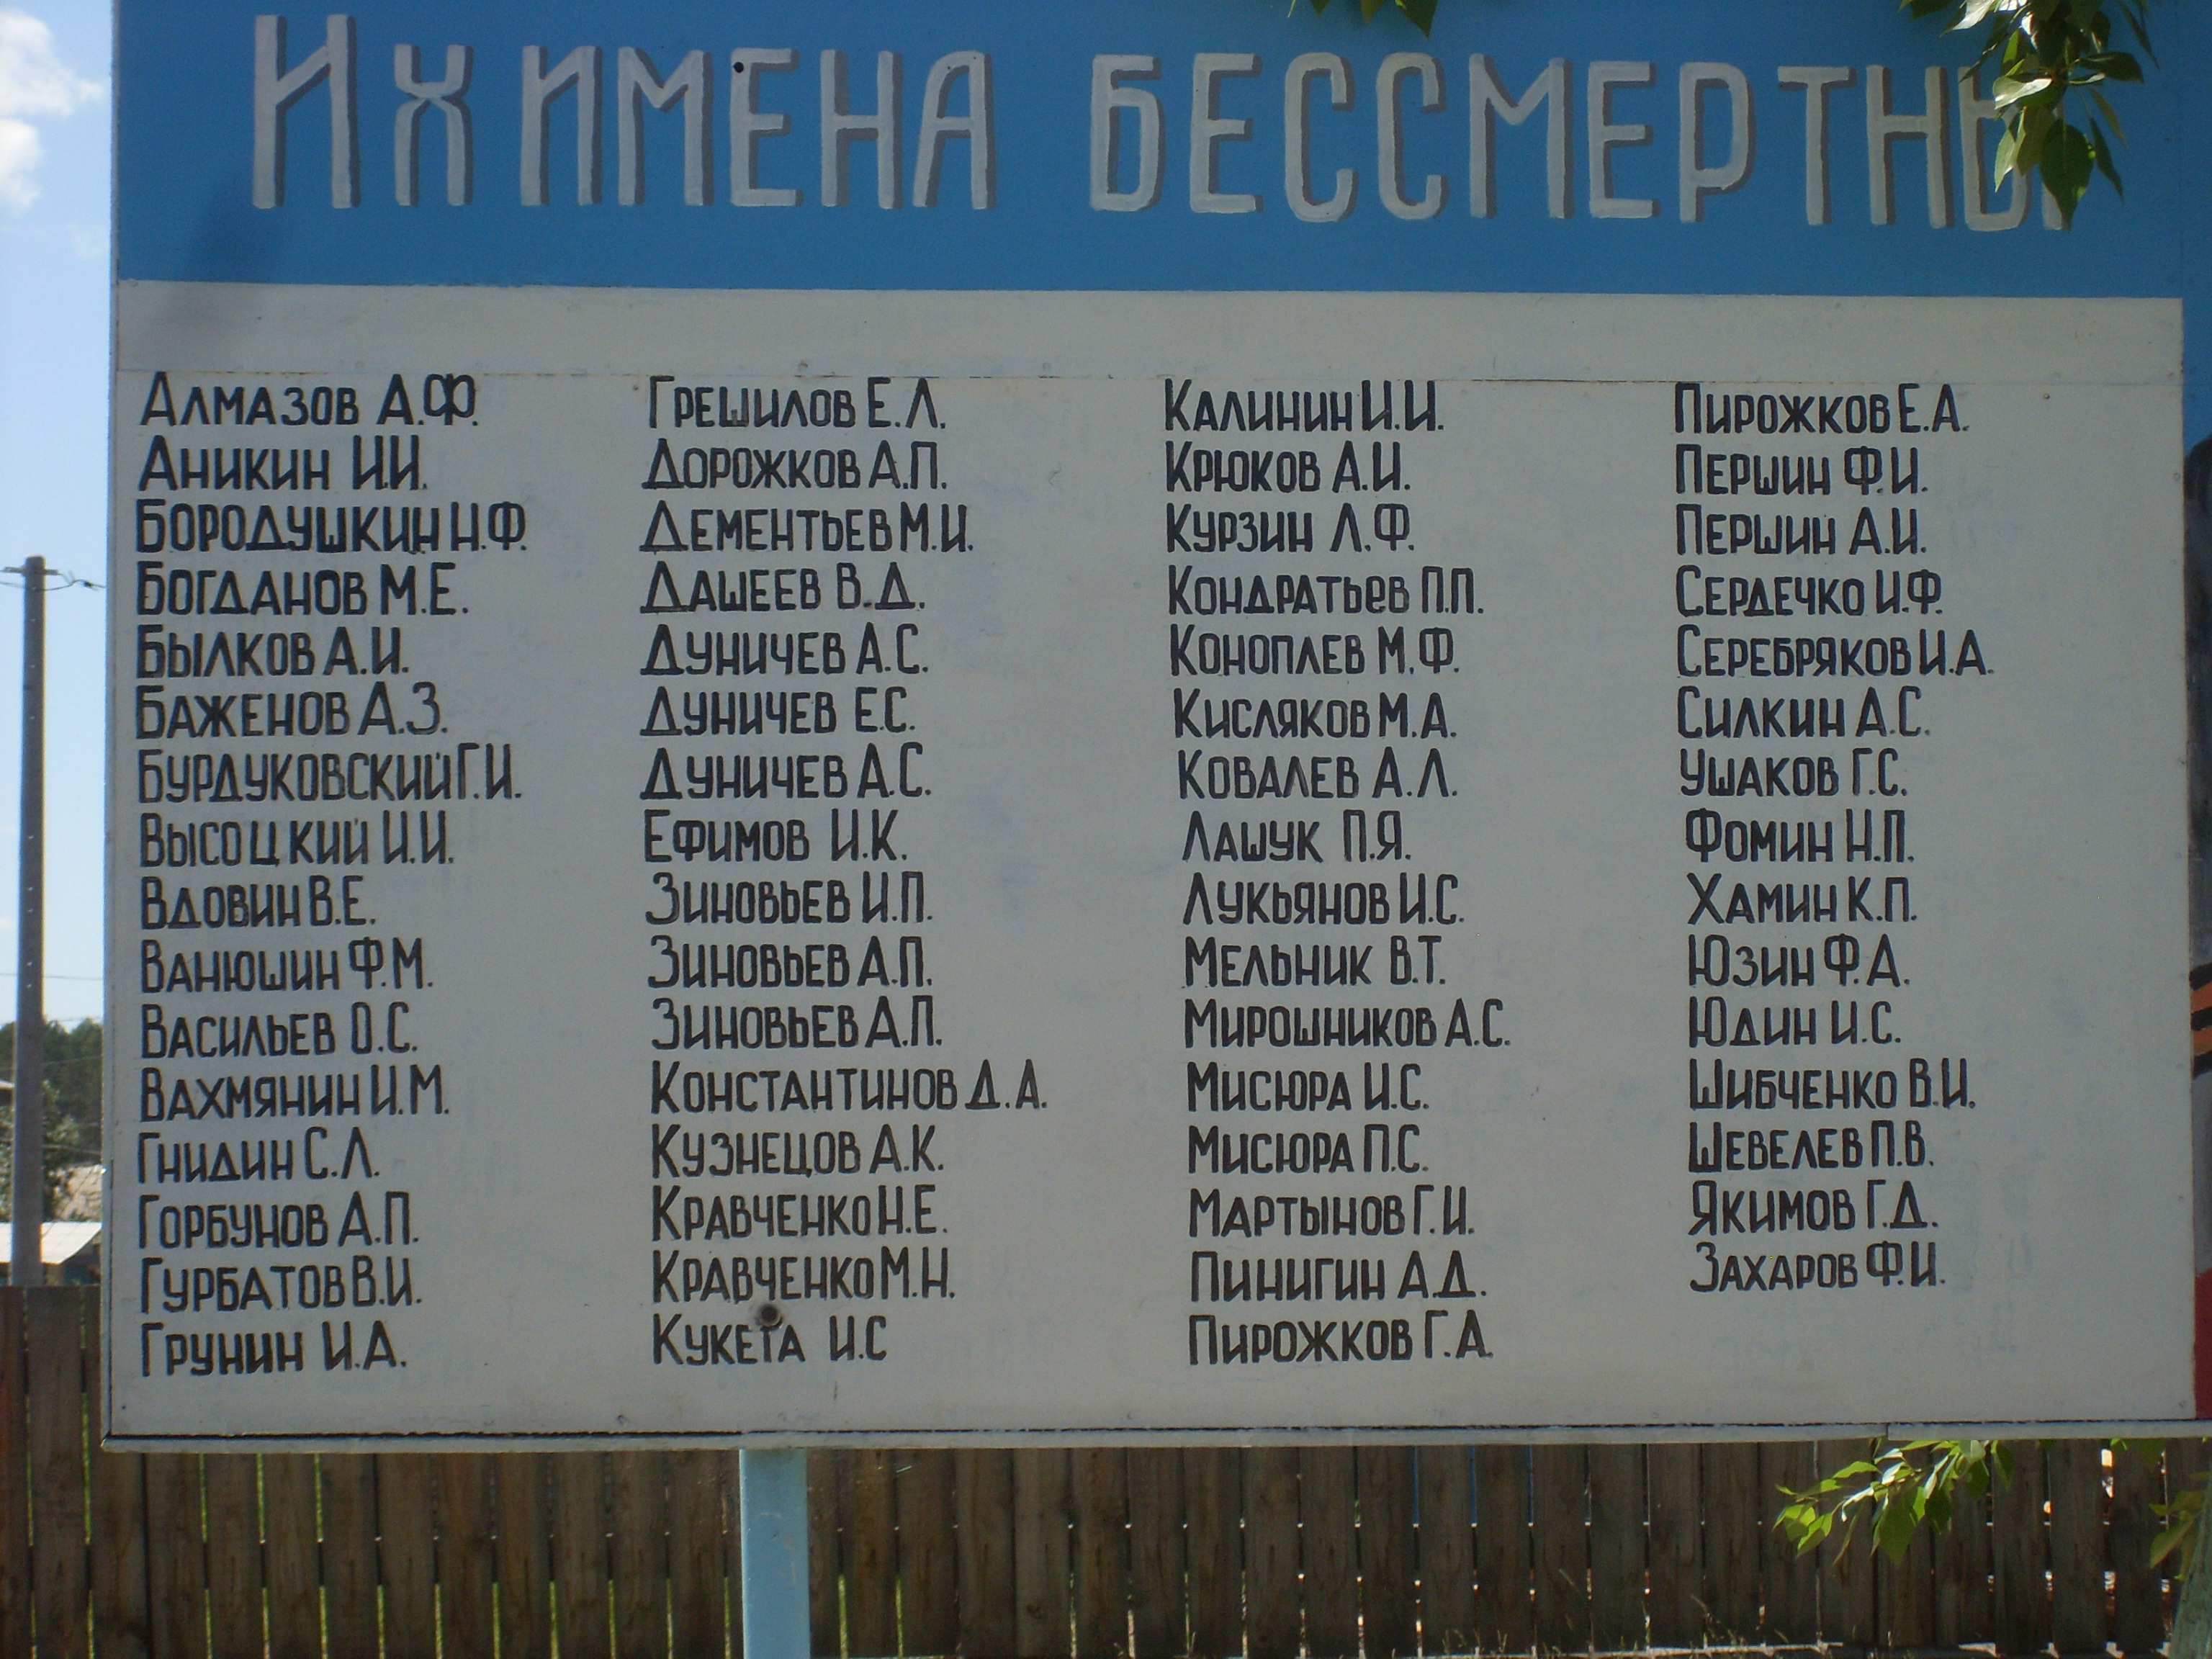 ИХ ИМЕНА БЕССМЕРТНЫ
Алмазов А.Ф.
Аникин И.И.
Бородушкин Н.Ф.
Богданов М.Е.
Былков А.И.
Баженов А.З.
Бурдуковский Г.И.
Высоцкий И.И.
Вдовин В.Е.
Ванюшин Ф.М.
Васильев О.С.
Вахмянин И.М.
Гнидин С.Л.
Горбунов А.П.
Гурбатов В.И.
Грунин И.А.
Грешилов Е.Л.
Дорожков А.П.
Дементьев М.И.
Дашеев В.Д.
Дуничев А.С.
Дуничев Е.С.
Дуничев А.С.
Ефимов И.К.
Зиновьев И.П.
Зиновьев А.П.
Зиновьев А.П.
Константинов Д.А.
Кузнецов А.К.
Кравченко Н.Е.
Кравченко М.Н.
Кукета И.С
Калинин И.И.
Крюков А.И.
Курзин Л.Ф.
Кондратьев П.П.
Коноплев М.Ф.
Кисляков М.А.
Ковалев А.Л.
Лашук П.Я.
Лукьянов И.С.
Мельник В.Т.
Мирошников А.С.
Мисюра И.С.
Мисюра П.С.
Мартынов Г.И.
Пинигин А.Д.
Пирожков Г.А.
Пирожков Е.А.
Першин Ф.И.
Першин А.И.
Сердечко И.Ф.
Серебряков И.А.
Силкин А.С.
Ушаков Г.С.
Фомин Н.П.
Хамин К.П.
Юзин Ф.А.
Юдин И.С.
Шибченко В.И.
Шевелев П.В.
Якимов Г.Д.
Захаров Ф.И.